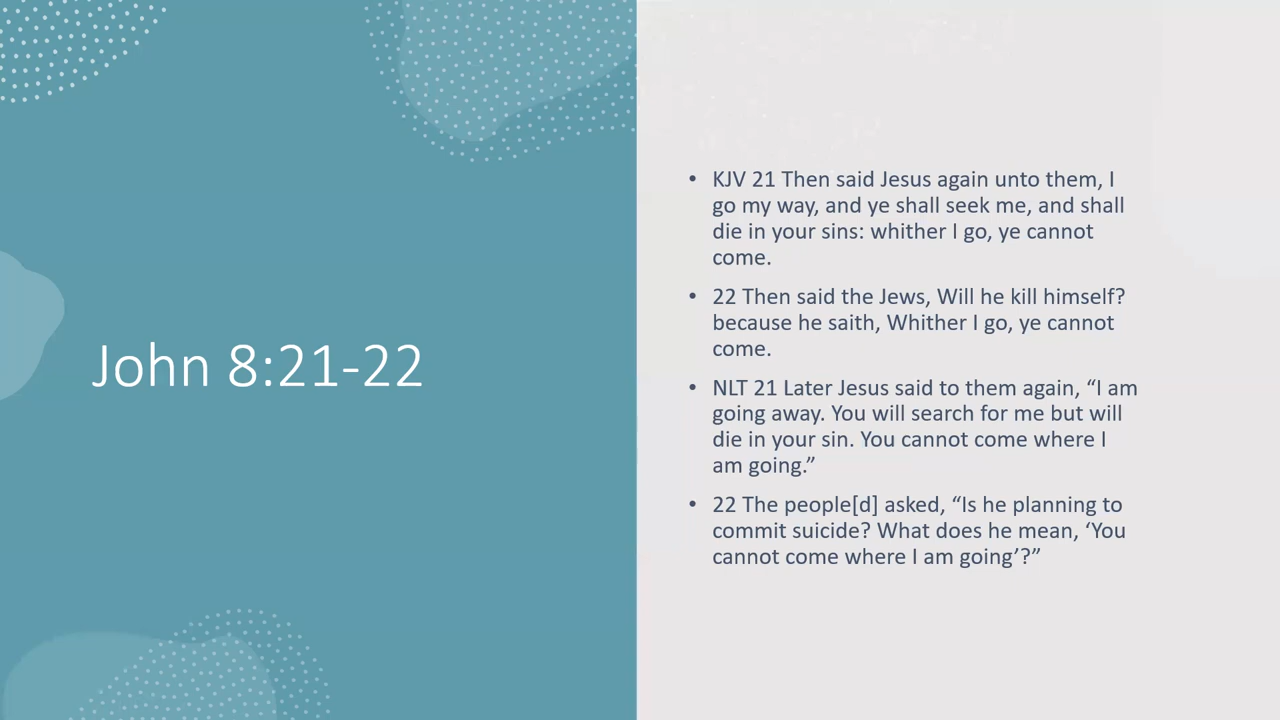 John 8:21-22
• KJV 21 Then said Jesus again unto them, I
go my way, and ye shall seek me, and shall
die in your sins: whither I go, ye cannot
come.
• 22 Then said the Jews, Will he kill himself?
because he saith, Whither I go, ye cannot
come.
• NLT 21 Later Jesus said to them again, “I am
going away. You will search for me but will
die in your sin. You cannot come where I
am going.”
• 22 The people[d] asked, “Is he planning to
commit suicide? What does he mean, ‘You
cannot come where I am going’?”